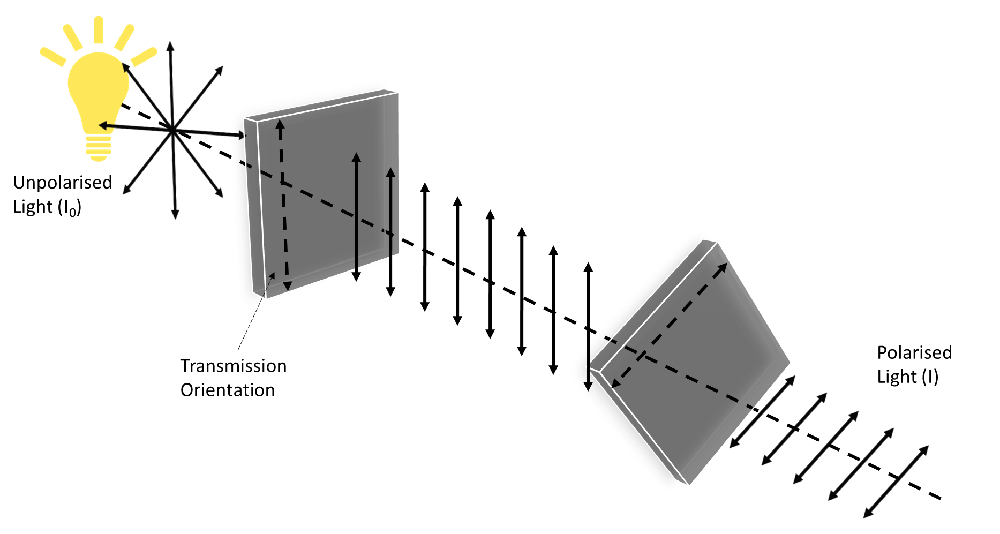 Unpolarised
Light (I₀)
Transmission
Orientation
Polarised
Light (I)